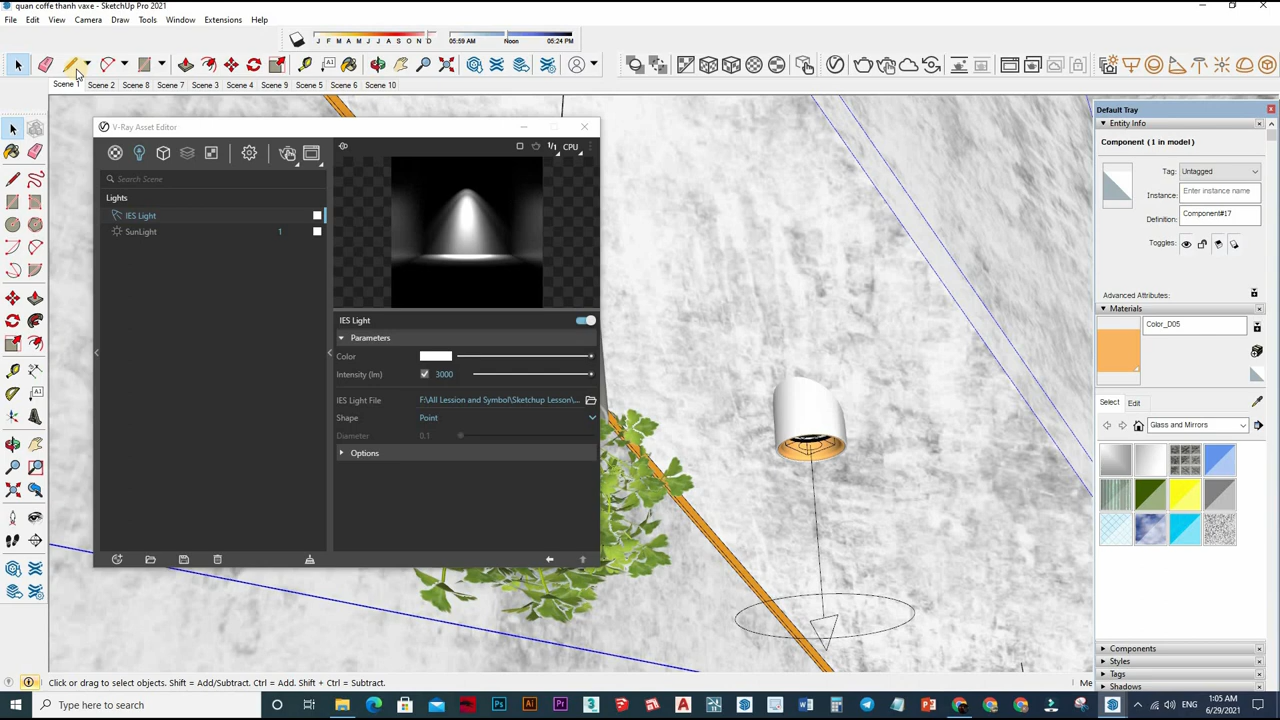 quan coffe thanh vaxe - SketchUp Pro 2021
File Edit View Camera Draw Tools Window Extensions Help
J F M A M J J A S O N D 05:59 AM Noon 05:24 PM
Scene 1 Scene 2 Scene 8 Scene 7 Scene 3 Scene 4 Scene 9 Scene 5 Scene 6 Scene 10
V-Ray Asset Editor
CPU
Search Scene
Lights
IES Light
SunLight 1
IES Light
Parameters
Color
Intensity (lm) 3000
IES Light File F:\All Lession and Symbol\Sketchup Lesson\...
Shape Point
Diameter 0.1
Options
Default Tray
Entity Info
Component (1 in model)
Tag: Untagged
Instance: Enter instance name
Definition: Component#17
Toggles:
Advanced Attributes:
Materials
Color_D05
Select Edit
Glass and Mirrors
Components
Styles
Tags
Shadows
Click or drag to select objects. Shift = Add/Subtract. Ctrl = Add. Shift + Ctrl = Subtract.
Me
Type here to search
ENG
1:05 AM
6/29/2021